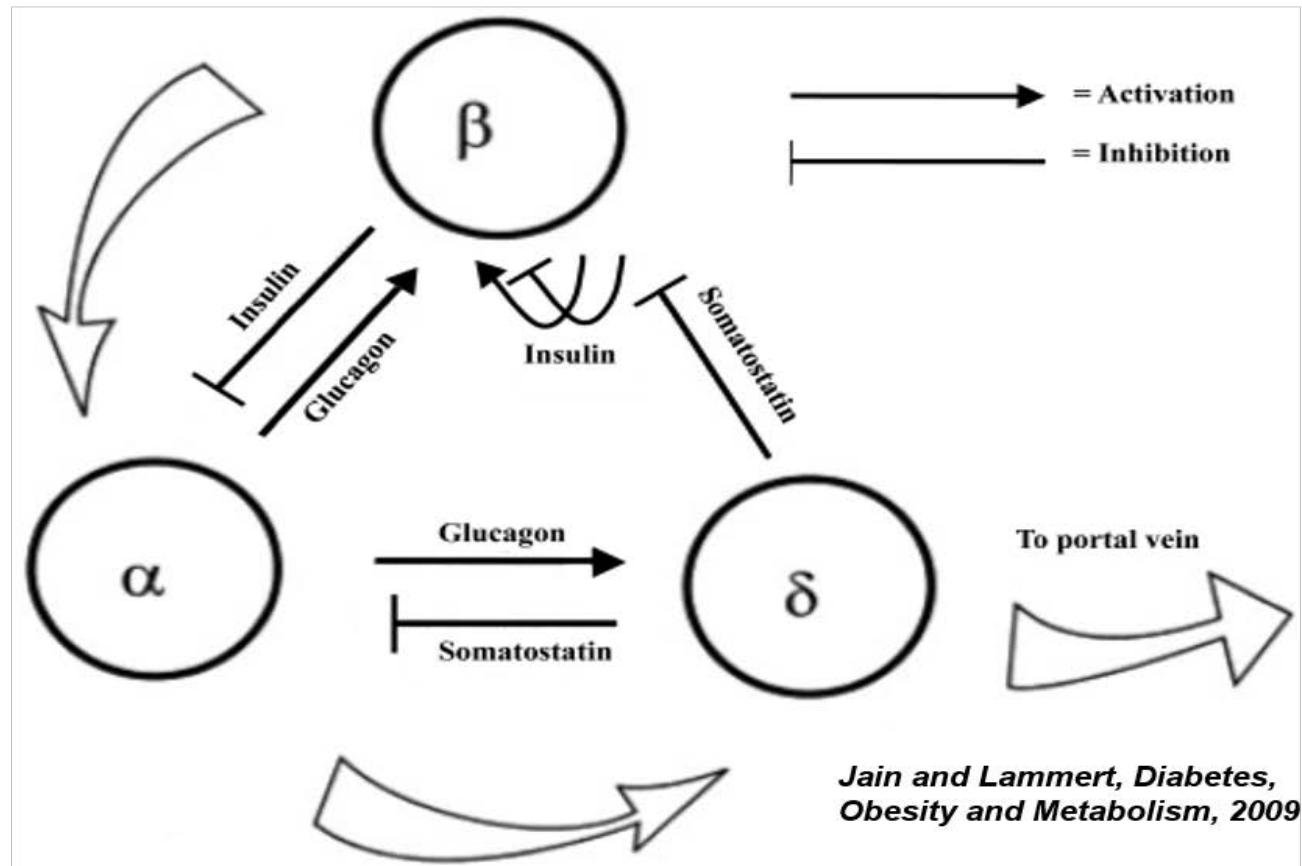 β
= Activation
= Inhibition
Insulin
Glucagon
Insulin
Somatostatin
α
Glucagon
Somatostatin
δ
To portal vein
Jain and Lammert, Diabetes,
Obesity and Metabolism, 2009